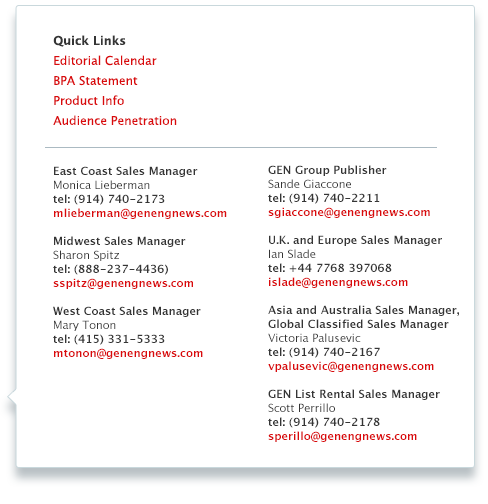 Quick Links
Editorial Calendar
BPA Statement
Product Info
Audience Penetration
East Coast Sales Manager
Monica Lieberman
tel: (914) 740-2173
mlieberman@genengnews.com
Midwest Sales Manager
Sharon Spitz
tel: (888-237-4436)
sspitz@genengnews.com
West Coast Sales Manager
Mary Tonon
tel: (415) 331-5333
mtonon@genengnews.com
GEN Group Publisher
Sande Giaccone
tel: (914) 740-2211
sgiaccone@genengnews.com
U.K. and Europe Sales Manager
Ian Slade
tel: +44 7768 397068
islade@genengnews.com
Asia and Australia Sales Manager,
Global Classified Sales Manager
Victoria Palusevic
tel: (914) 740-2167
vpalusevic@genengnews.com
GEN List Rental Sales Manager
Scott Perrillo
tel: (914) 740-2178
sperillo@genengnews.com